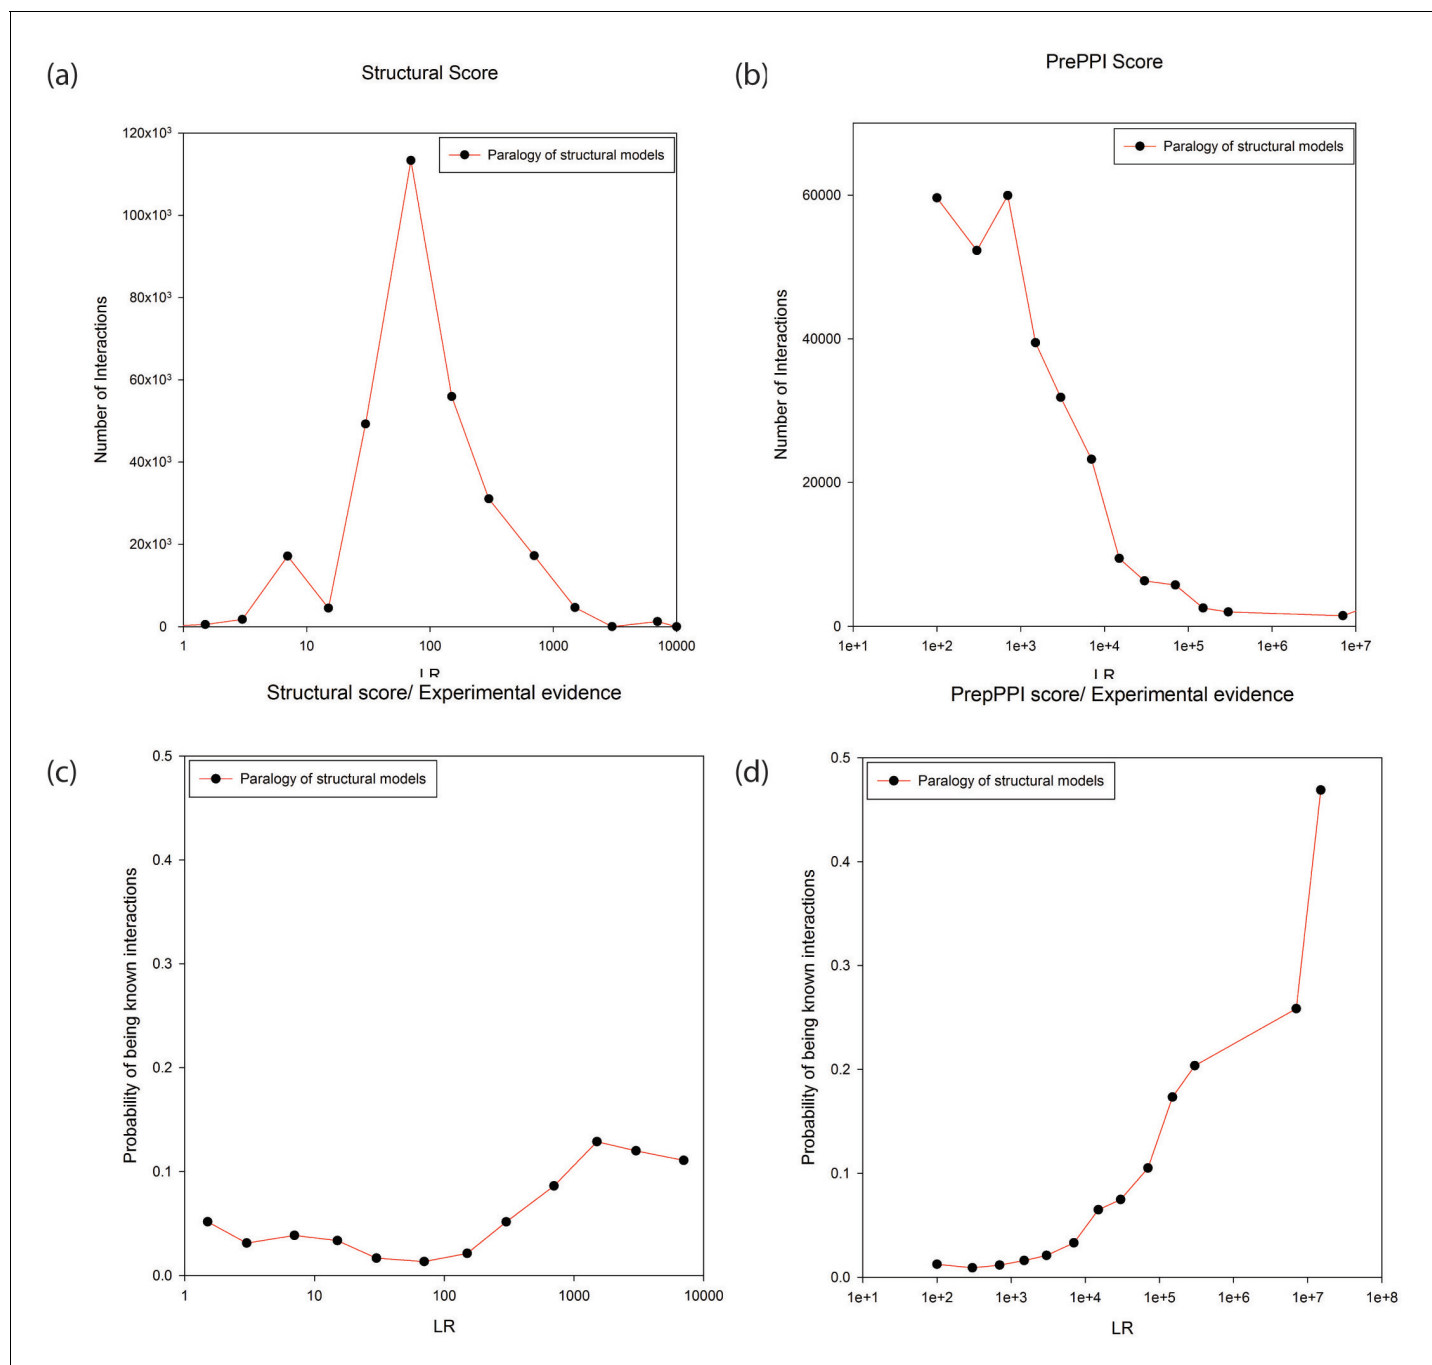 (a)
Structural Score
120x10³
100x10³
80x10³
60x10³
40x10³
20x10³
0
Number of Interactions
Paralogy of structural models
1 10 100 1000 10000
LR
(b)
PrePPI Score
60000
40000
20000
0
Number of Interactions
Paralogy of structural models
1e+1 1e+2 1e+3 1e+4 1e+5 1e+6 1e+7
LR
(c)
Structural score/ Experimental evidence
0.5
0.4
0.3
0.2
0.1
0.0
Probability of being known interactions
Paralogy of structural models
1 10 100 1000 10000
LR
(d)
PrepPPI score/ Experimental evidence
0.5
0.4
0.3
0.2
0.1
0.0
Probability of being known interactions
Paralogy of structural models
1e+1 1e+2 1e+3 1e+4 1e+5 1e+6 1e+7 1e+8
LR